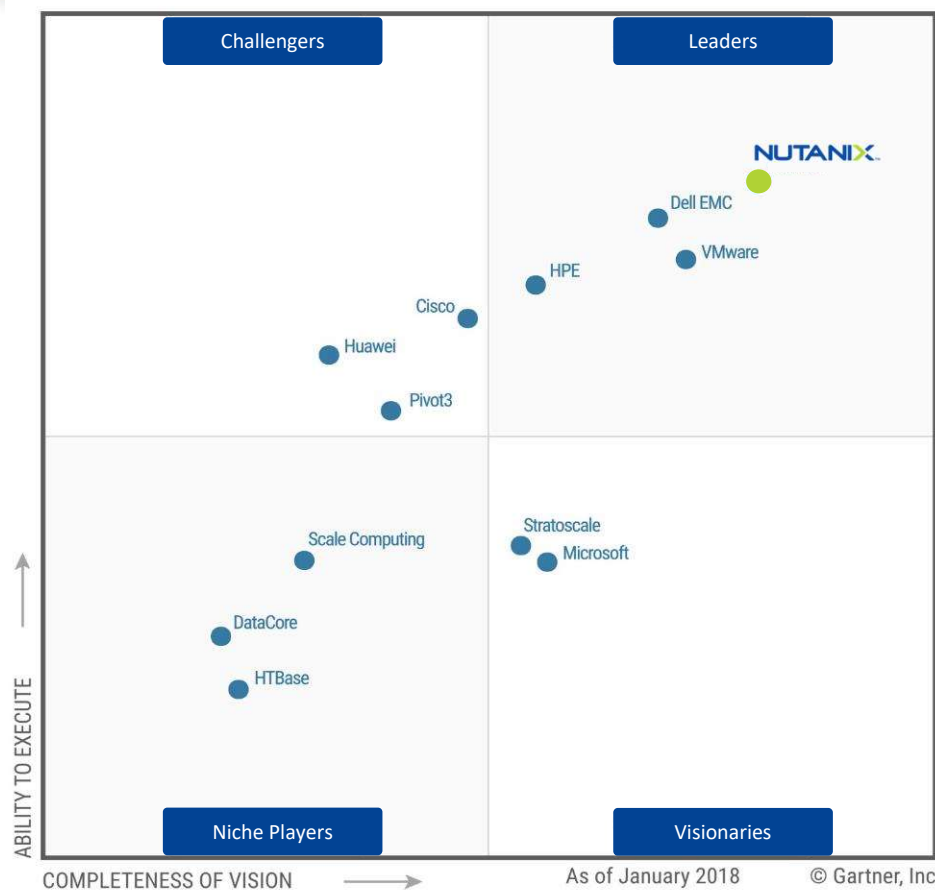 Challengers
Leaders
NUTANIX™
Dell EMC
VMware
HPE
Cisco
Huawei
Pivot3
Stratoscale
Scale Computing
Microsoft
DataCore
HTBase
ABILITY TO EXECUTE
Niche Players
Visionaries
COMPLETENESS OF VISION
As of January 2018
© Gartner, Inc